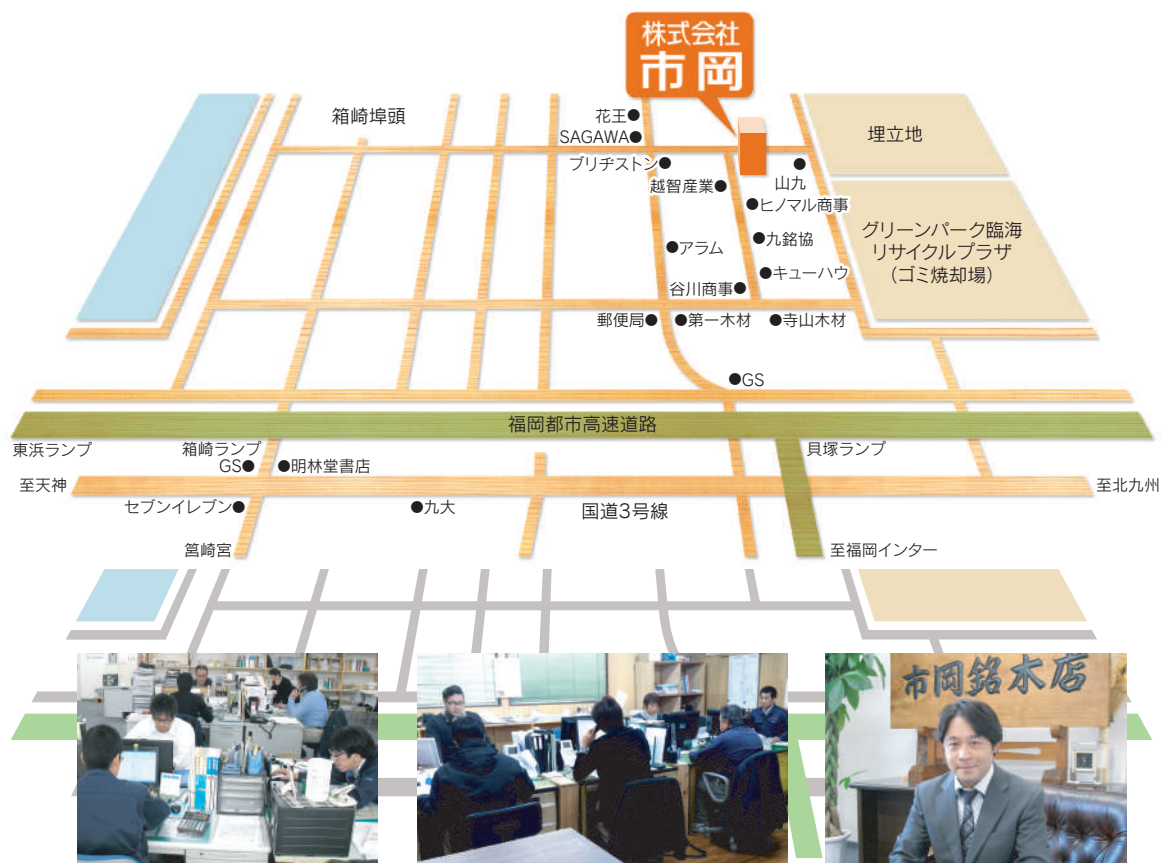 株式会社
市岡
箱崎埠頭
花王
SAGAWA
ブリヂストン
越智産業
山九
ヒノマル商事
埋立地
グリーンパーク臨海
リサイクルプラザ
(ゴミ焼却場)
アラム
九銘協
キューハウ
谷川商事
郵便局
第一木材
寺山木材
GS
福岡都市高速道路
東浜ランプ
箱崎ランプ
貝塚ランプ
GS
明林堂書店
至天神
至北九州
セブンイレブン
九大
国道3号線
筥崎宮
至福岡インター
市岡銘木店